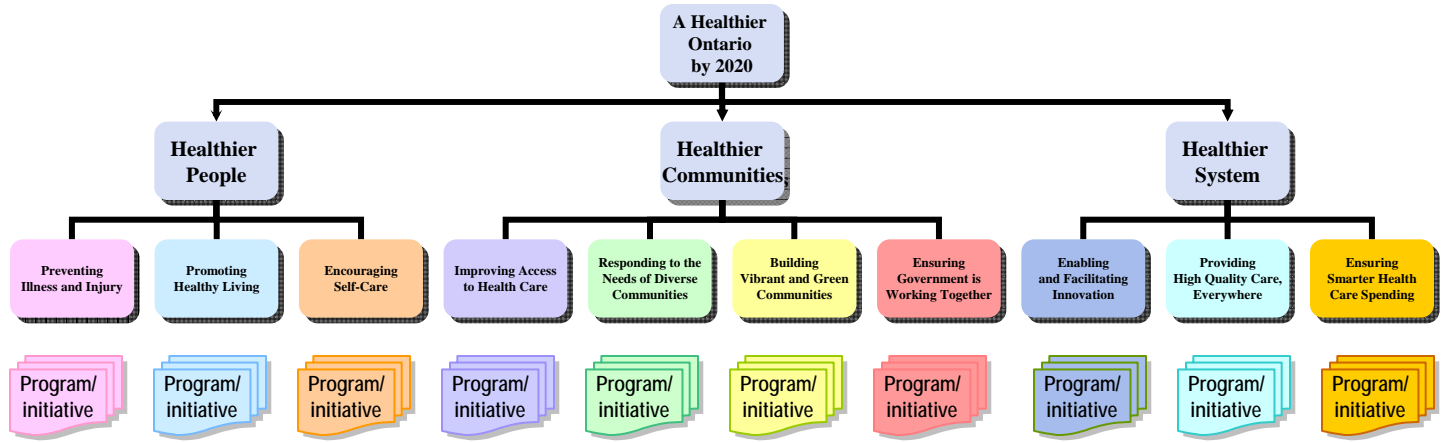 A Healthier
Ontario
by 2020
Healthier
People
Healthier
Communities
Healthier
System
Preventing
Illness and Injury
Promoting
Healthy Living
Encouraging
Self-Care
Improving Access
to Health Care
Responding to the
Needs of Diverse
Communities
Building
Vibrant and Green
Communities
Ensuring
Government is
Working Together
Enabling
and Facilitating
Innovation
Providing
High Quality Care,
Everywhere
Ensuring
Smarter Health
Care Spending
Program/
initiative
Program/
initiative
Program/
initiative
Program/
initiative
Program/
initiative
Program/
initiative
Program/
initiative
Program/
initiative
Program/
initiative
Program/
initiative